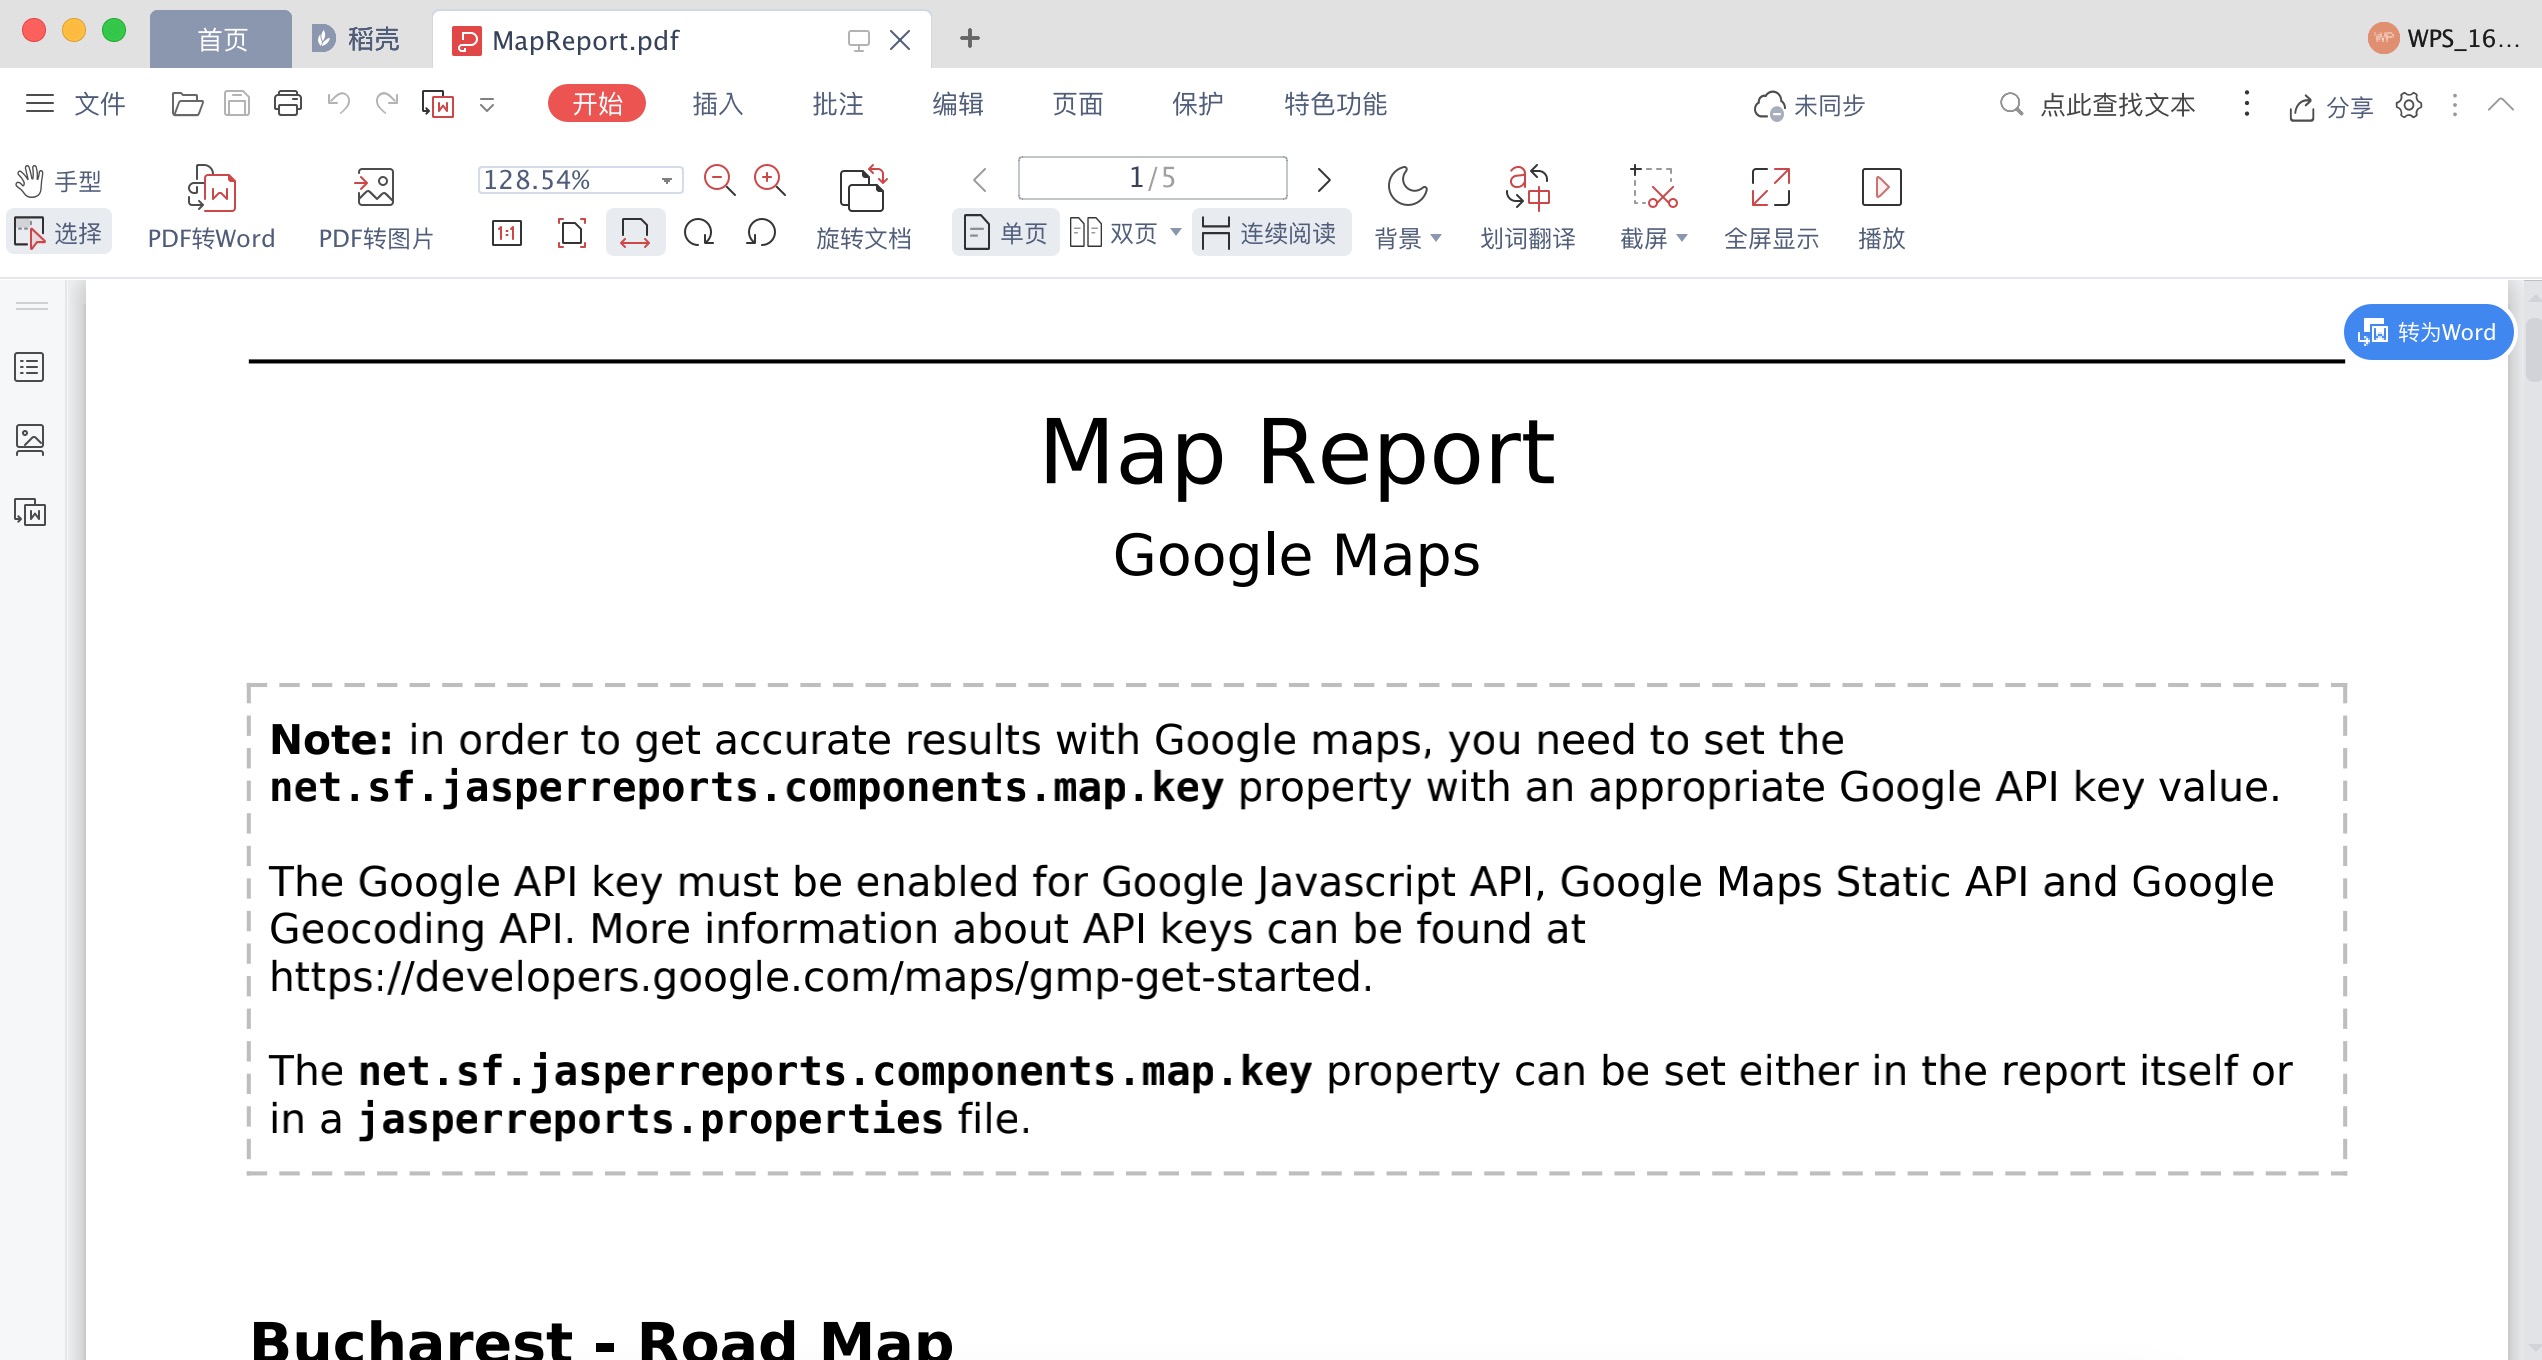 首页
稻壳
MapReport.pdf
WPS_16...
文件
开始
插入
批注
编辑
页面
保护
特色功能
未同步
点此查找文本
分享
手型
选择
PDF转Word
PDF转图片
128.54%
1:1
旋转文档
1/5
单页
双页
连续阅读
背景
划词翻译
截屏
全屏显示
播放
转为Word
Map Report
Google Maps
Note: in order to get accurate results with Google maps, you need to set the
net.sf.jasperreports.components.map.key property with an appropriate Google API key value.
The Google API key must be enabled for Google Javascript API, Google Maps Static API and Google
Geocoding API. More information about API keys can be found at
https://developers.google.com/maps/gmp-get-started.
The net.sf.jasperreports.components.map.key property can be set either in the report itself or
in a jasperreports.properties file.
Bucharest - Road Map